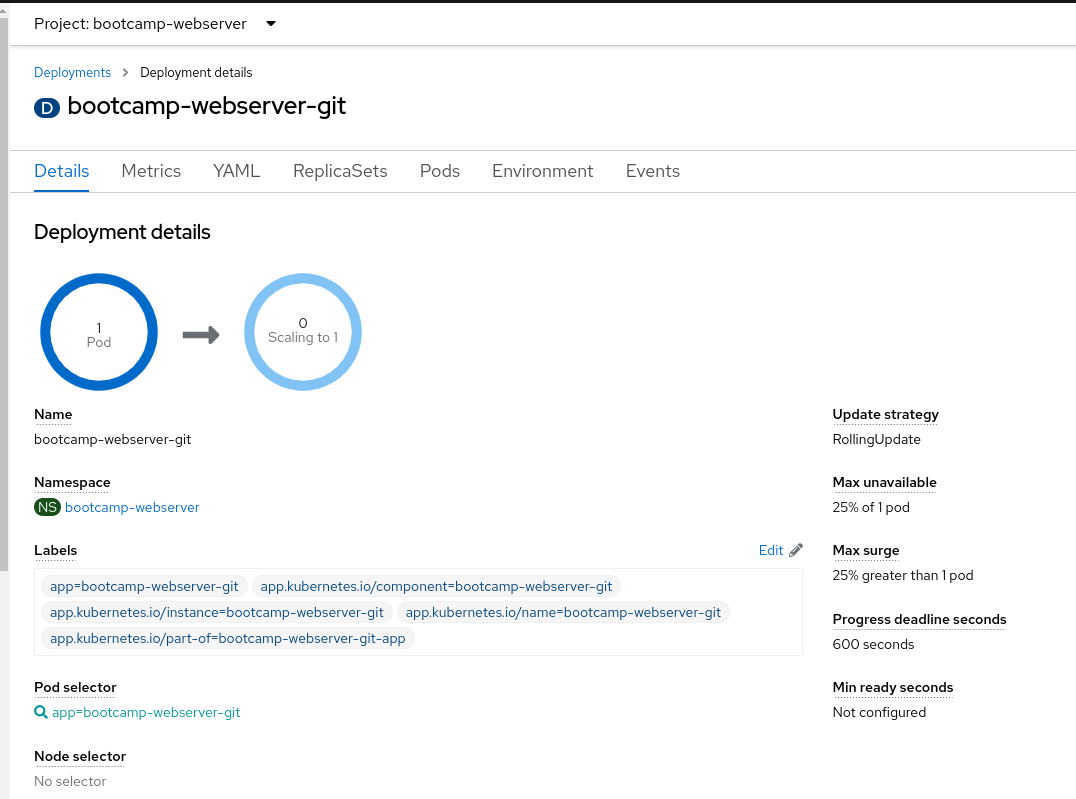 Project: bootcamp-webserver
Deployments > Deployment details
D bootcamp-webserver-git
Details Metrics YAML ReplicaSets Pods Environment Events
Deployment details
1
Pod
0
Scaling to 1
Name
bootcamp-webserver-git
Namespace
NS bootcamp-webserver
Labels Edit
app=bootcamp-webserver-git app.kubernetes.io/component=bootcamp-webserver-git
app.kubernetes.io/instance=bootcamp-webserver-git app.kubernetes.io/name=bootcamp-webserver-git
app.kubernetes.io/part-of=bootcamp-webserver-git-app
Pod selector
app=bootcamp-webserver-git
Node selector
No selector
Update strategy
RollingUpdate
Max unavailable
25% of 1 pod
Max surge
25% greater than 1 pod
Progress deadline seconds
600 seconds
Min ready seconds
Not configured